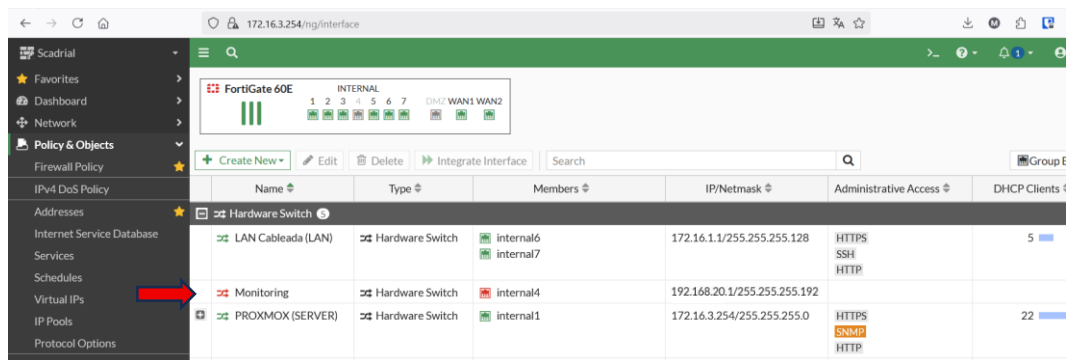 172.16.3.254/ng/interface
Scadrial
>_ 1
Favorites
Dashboard
Network
Policy & Objects
Firewall Policy
IPv4 DoS Policy
Addresses
Internet Service Database
Services
Schedules
Virtual IPs
IP Pools
Protocol Options
FortiGate 60E INTERNAL
1 2 3 4 5 6 7 DMZ WAN1 WAN2
+ Create New Edit Delete Integrate Interface Search Group
Name Type Members IP/Netmask Administrative Access DHCP Clients
Hardware Switch 5
LAN Cableada (LAN) Hardware Switch internal6 172.16.1.1/255.255.255.128 HTTPS 5
internal7 SSH
HTTP
Monitoring Hardware Switch internal4 192.168.20.1/255.255.255.192
PROXMOX (SERVER) Hardware Switch internal1 172.16.3.254/255.255.255.0 HTTPS 22
SNMP
HTTP